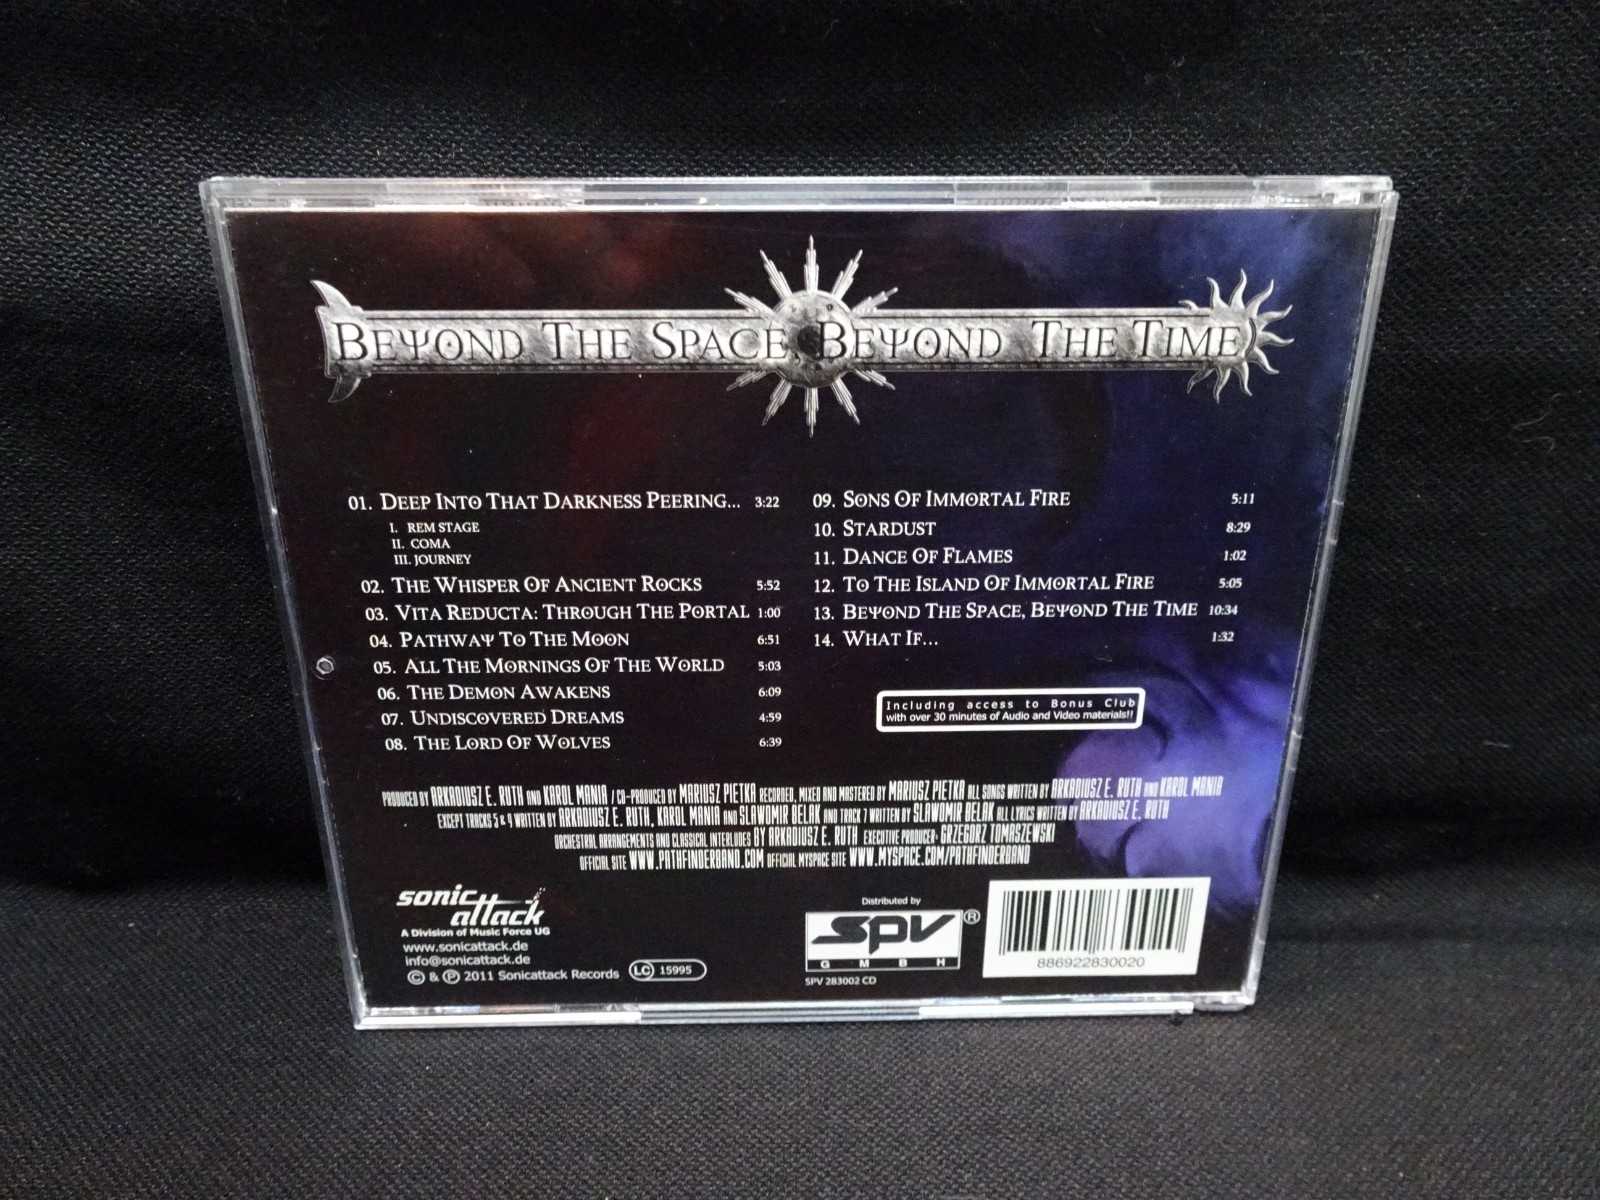 BEYOND THE SPACE, BEYOND THE TIME
01. DEEP INTO THAT DARKNESS PEERING... 3:22
I. REM STAGE
II. COMA
III. JOURNEY
02. THE WHISPER OF ANCIENT ROCKS 5:52
03. VITA REDUCTA: THROUGH THE PORTAL 1:00
04. PATHWAY TO THE MOON 6:51
05. ALL THE MORNINGS OF THE WORLD 5:03
06. THE DEMON AWAKENS 6:09
07. UNDISCOVERED DREAMS 4:59
08. THE LORD OF WOLVES 6:39
09. SONS OF IMMORTAL FIRE 5:11
10. STARDUST 8:29
11. DANCE OF FLAMES 1:02
12. TO THE ISLAND OF IMMORTAL FIRE 5:05
13. BEYOND THE SPACE, BEYOND THE TIME 10:34
14. WHAT IF... 1:32
Including access to Bonus Club
with over 30 minutes of Audio and Video materials!!
PRODUCED BY ARKADIUSZ E. RUTH AND KAROL MANIA / CO-PRODUCED BY MARIUSZ PIETKA RECORDED, MIXED AND MASTERED BY MARIUSZ PIETKA ALL SONGS WRITTEN BY ARKADIUSZ E. RUTH AND KAROL MANIA
EXCEPT TRACKS 5 & 9 WRITTEN BY ARKADIUSZ E. RUTH, KAROL MANIA AND SLAWOMIR BELAK AND TRACK 7 WRITTEN BY SLAWOMIR BELAK ALL LYRICS WRITTEN BY ARKADIUSZ E. RUTH
ORCHESTRAL ARRANGEMENTS AND CLASSICAL INTERLUDES BY ARKADIUSZ E. RUTH EXECUTIVE PRODUCER: GRZEGORZ TOMASZEWSKI
OFFICIAL SITE WWW.PATHFINDERBAND.COM OFFICIAL MYSPACE SITE WWW.MYSPACE.COM/PATHFINDERBAND
sonic attack
A Division of Music Force UG
www.sonicattack.de
info@sonicattack.de
© & ℗ 2011 Sonicattack Records LC 15995
Distributed by
SPV ®
G M B H
SPV 283002 CD
886922830020